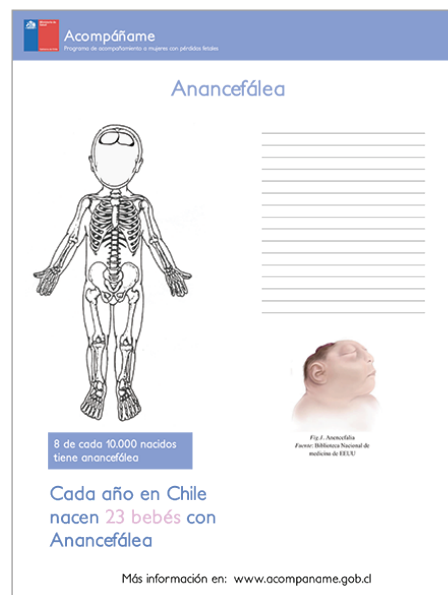 Acompáñame
Programa de acompañamiento a mujeres con pérdidas fetales
Anancefálea
Fig.1. Anancefalia
Fuente: Biblioteca Nacional de
medicina de EEUU
8 de cada 10.000 nacidos
tiene anancefálea
Cada año en Chile
nacen 23 bebés con
Anancefálea
Más información en: www.acompaname.gob.cl